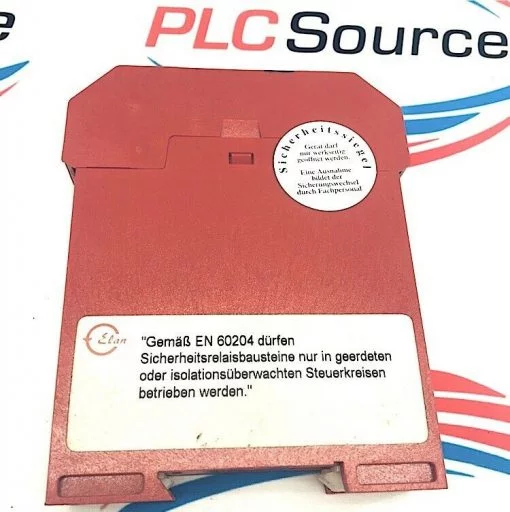 e
PLC Source
Sicherheitssiegel
Gerät darf
nur werkseitig
geöffnet werden.
Eine Ausnahme
bildet der
Sicherungswechsel
durch Fachpersonal
Elan
"Gemäß EN 60204 dürfen
Sicherheitsrelaisbausteine nur in geerdeten
oder isolationsüberwachten Steuerkreisen
betrieben werden."